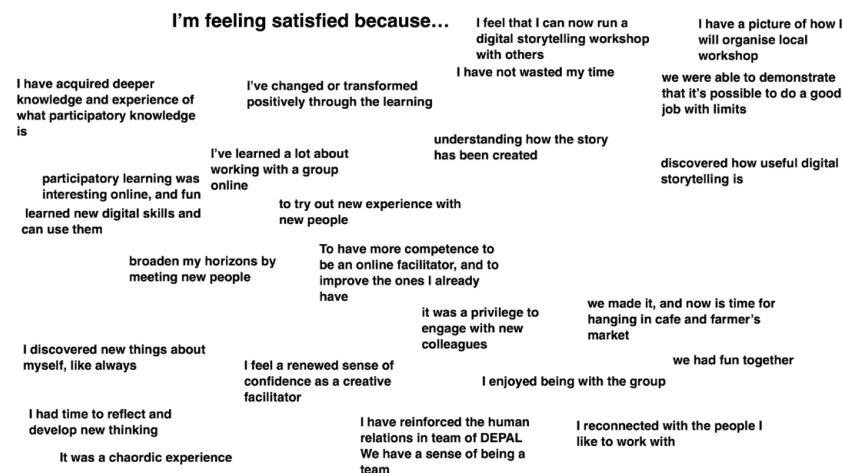 I'm feeling satisfied because...
I feel that I can now run a
digital storytelling workshop
with others
I have a picture of how I
will organise local
workshop
I have not wasted my time
I have acquired deeper
knowledge and experience of
what participatory knowledge
is
I've changed or transformed
positively through the learning
we were able to demonstrate
that it's possible to do a good
job with limits
understanding how the story
has been created
I've learned a lot about
working with a group
online
discovered how useful digital
storytelling is
participatory learning was
interesting online, and fun
learned new digital skills and
can use them
to try out new experience with
new people
broaden my horizons by
meeting new people
To have more competence to
be an online facilitator, and to
improve the ones I already
have
it was a privilege to
engage with new
colleagues
we made it, and now is time for
hanging in cafe and farmer's
market
I discovered new things about
myself, like always
I feel a renewed sense of
confidence as a creative
facilitator
we had fun together
I enjoyed being with the group
I had time to reflect and
develop new thinking
I have reinforced the human
relations in team of DEPAL
We have a sense of being a
team
I reconnected with the people I
like to work with
It was a chaordic experience